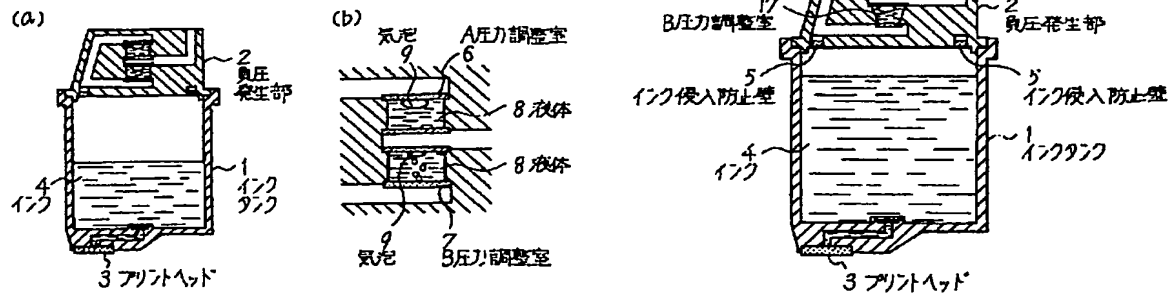 (a)
2
負圧
発生部
4
インク
1
インク
タンク
3 プリントヘッド
(b)
気泡
9
A圧力調整室
6
8 液体
8 液体
9
気泡
7
B圧力調整室
17
B圧力調整室
2
負圧発生部
5
インク侵入防止壁
5
インク侵入防止壁
4
インク
1
インクタンク
3 プリントヘッド